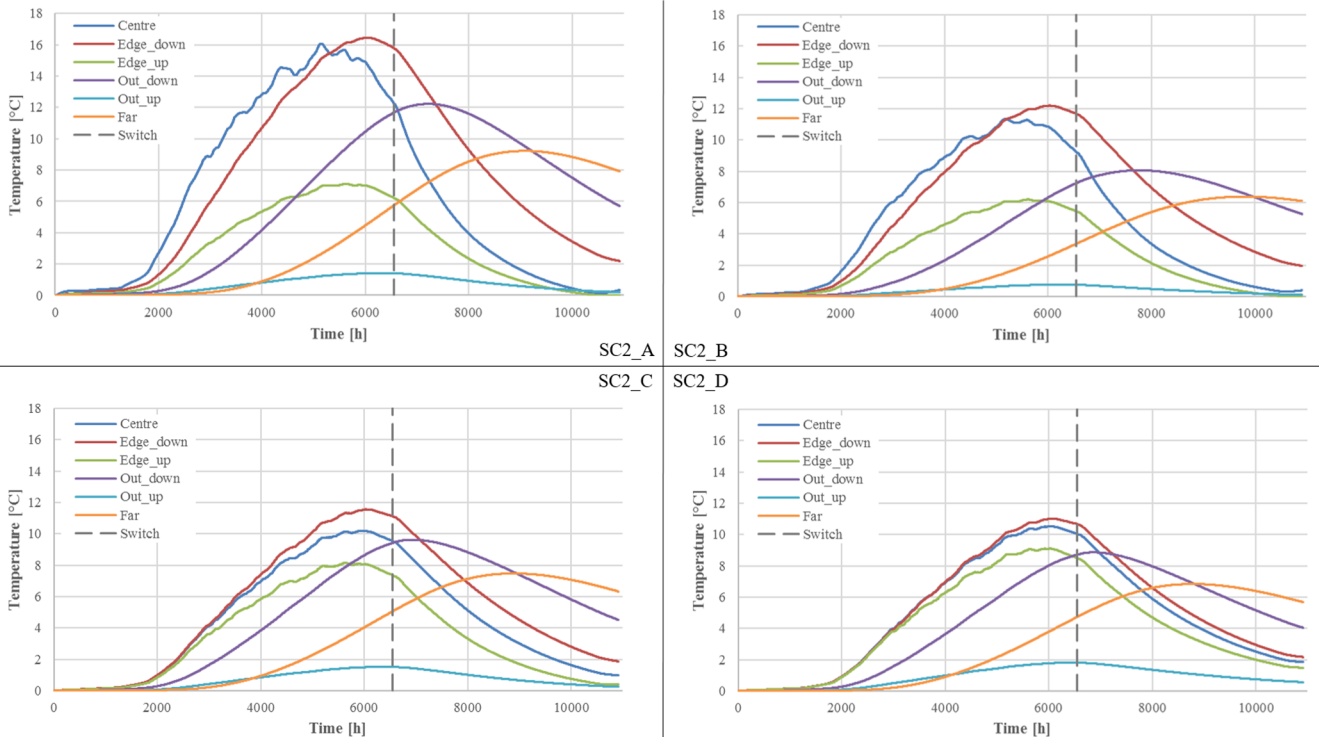 18
16
14
12
10
8
6
4
2
0
Temperature [°C]
Centre
Edge_down
Edge_up
Out_down
Out_up
Far
Switch
0 2000 4000 6000 8000 10000
Time [h]
SC2_A
18
16
14
12
10
8
6
4
2
0
Temperature [°C]
Centre
Edge_down
Edge_up
Out_down
Out_up
Far
Switch
0 2000 4000 6000 8000 10000
Time [h]
SC2_B
SC2_C
18
16
14
12
10
8
6
4
2
0
Temperature [°C]
Centre
Edge_down
Edge_up
Out_down
Out_up
Far
Switch
0 2000 4000 6000 8000 10000
Time [h]
SC2_D
18
16
14
12
10
8
6
4
2
0
Temperature [°C]
Centre
Edge_down
Edge_up
Out_down
Out_up
Far
Switch
0 2000 4000 6000 8000 10000
Time [h]